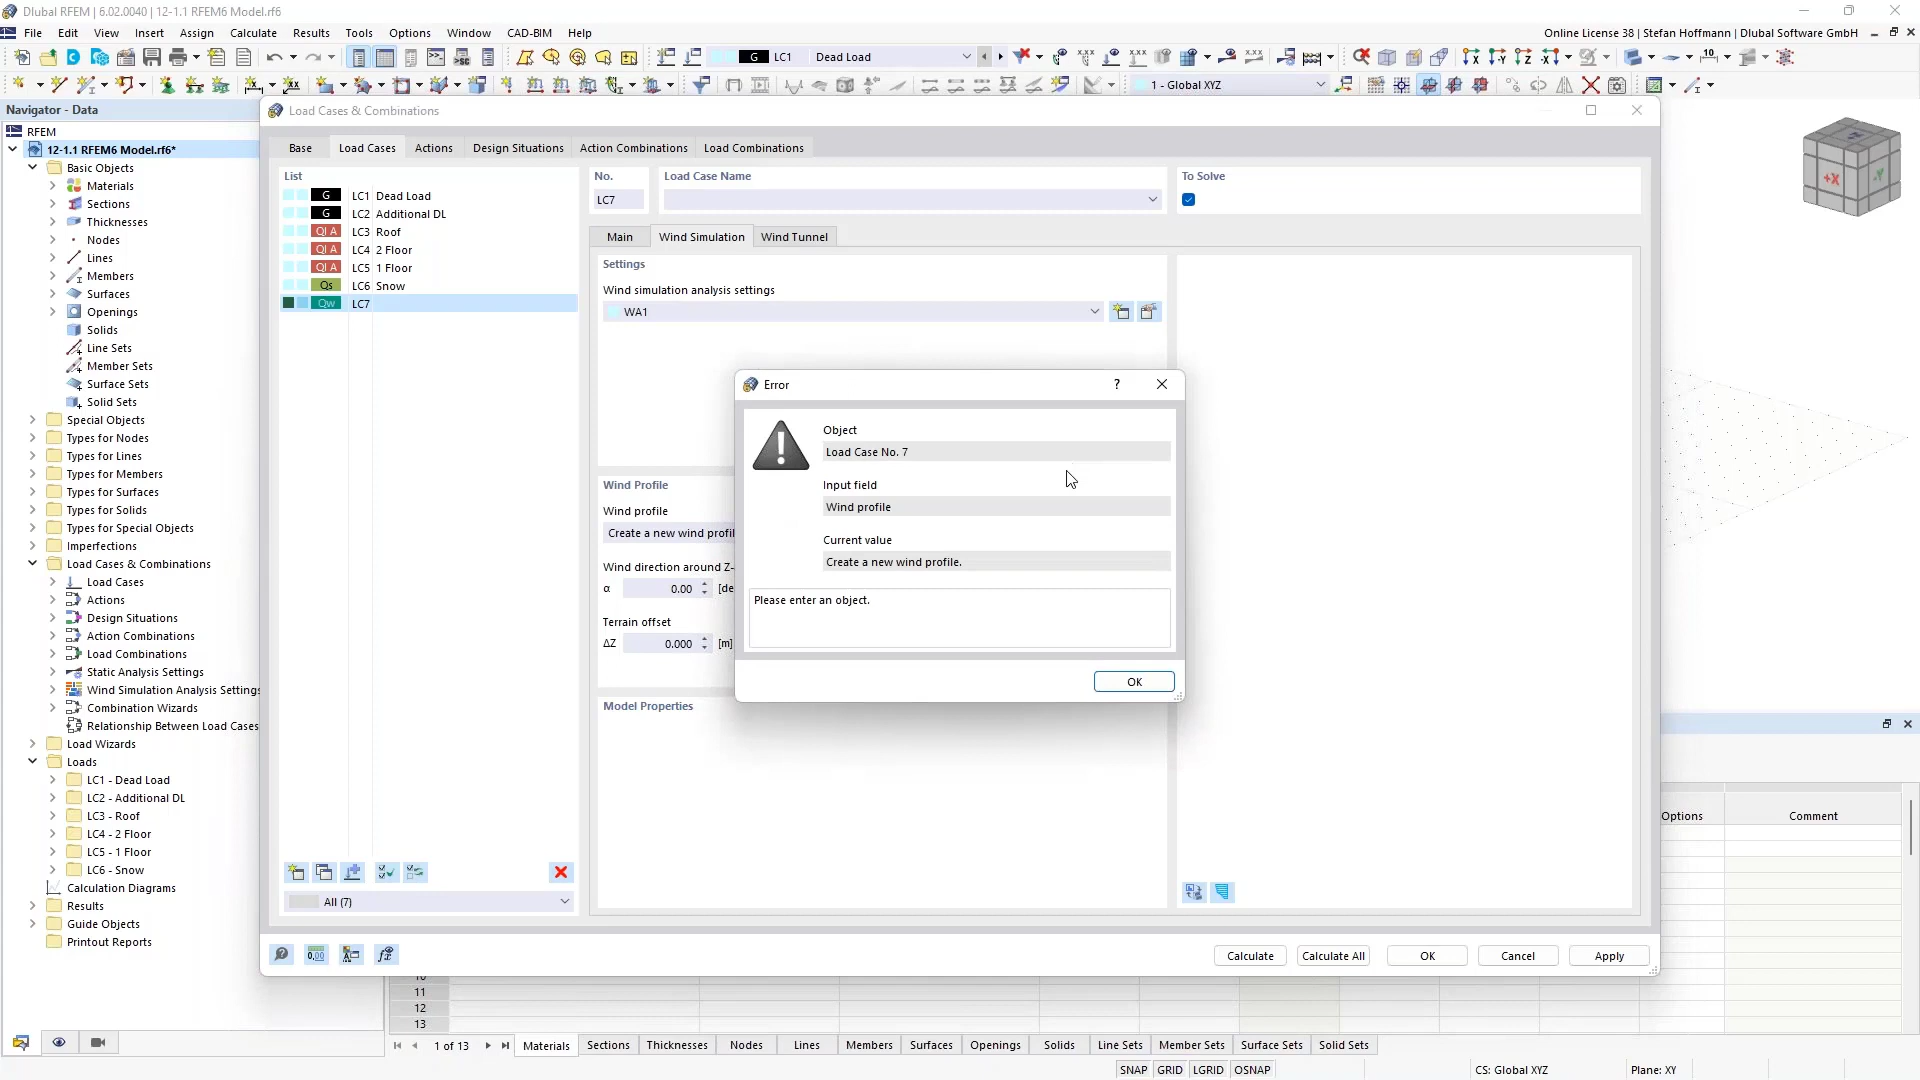 Dlubal RFEM | 6.02.0040 | 12-1.1 RFEM6 Model.rf6
File Edit View Insert Assign Calculate Results Tools Options Window CAD-BIM Help
Online License 38 | Stefan Hoffmann | Dlubal Software GmbH
G LC1 Dead Load
1 - Global XYZ
Navigator - Data
RFEM
12-1.1 RFEM6 Model.rf6*
Basic Objects
Materials
Sections
Thicknesses
Nodes
Lines
Members
Surfaces
Openings
Solids
Line Sets
Member Sets
Surface Sets
Solid Sets
Special Objects
Types for Nodes
Types for Lines
Types for Members
Types for Surfaces
Types for Solids
Types for Special Objects
Imperfections
Load Cases & Combinations
Load Cases
Actions
Design Situations
Action Combinations
Load Combinations
Static Analysis Settings
Wind Simulation Analysis Settings
Combination Wizards
Relationship Between Load Cases
Load Wizards
Loads
LC1 - Dead Load
LC2 - Additional DL
LC3 - Roof
LC4 - 2 Floor
LC5 - 1 Floor
LC6 - Snow
Calculation Diagrams
Results
Guide Objects
Printout Reports
Load Cases & Combinations
Base Load Cases Actions Design Situations Action Combinations Load Combinations
List
G LC1 Dead Load
G LC2 Additional DL
QI A LC3 Roof
QI A LC4 2 Floor
QI A LC5 1 Floor
Qs LC6 Snow
Qw LC7
All (7)
No.
LC7
Load Case Name
To Solve
Main Wind Simulation Wind Tunnel
Settings
Wind simulation analysis settings
WA1
Wind Profile
Wind profile
Create a new wind profil
Wind direction around Z-
α 0.00 [de
Terrain offset
ΔZ 0.000 [m]
Model Properties
Error
?
Object
Load Case No. 7
Input field
Wind profile
Current value
Create a new wind profile.
Please enter an object.
OK
Calculate Calculate All OK Cancel Apply
+X
-Y
Options Comment
10
11
12
13
1 of 13 Materials Sections Thicknesses Nodes Lines Members Surfaces Openings Solids Line Sets Member Sets Surface Sets Solid Sets
SNAP GRID LGRID OSNAP CS: Global XYZ Plane: XY